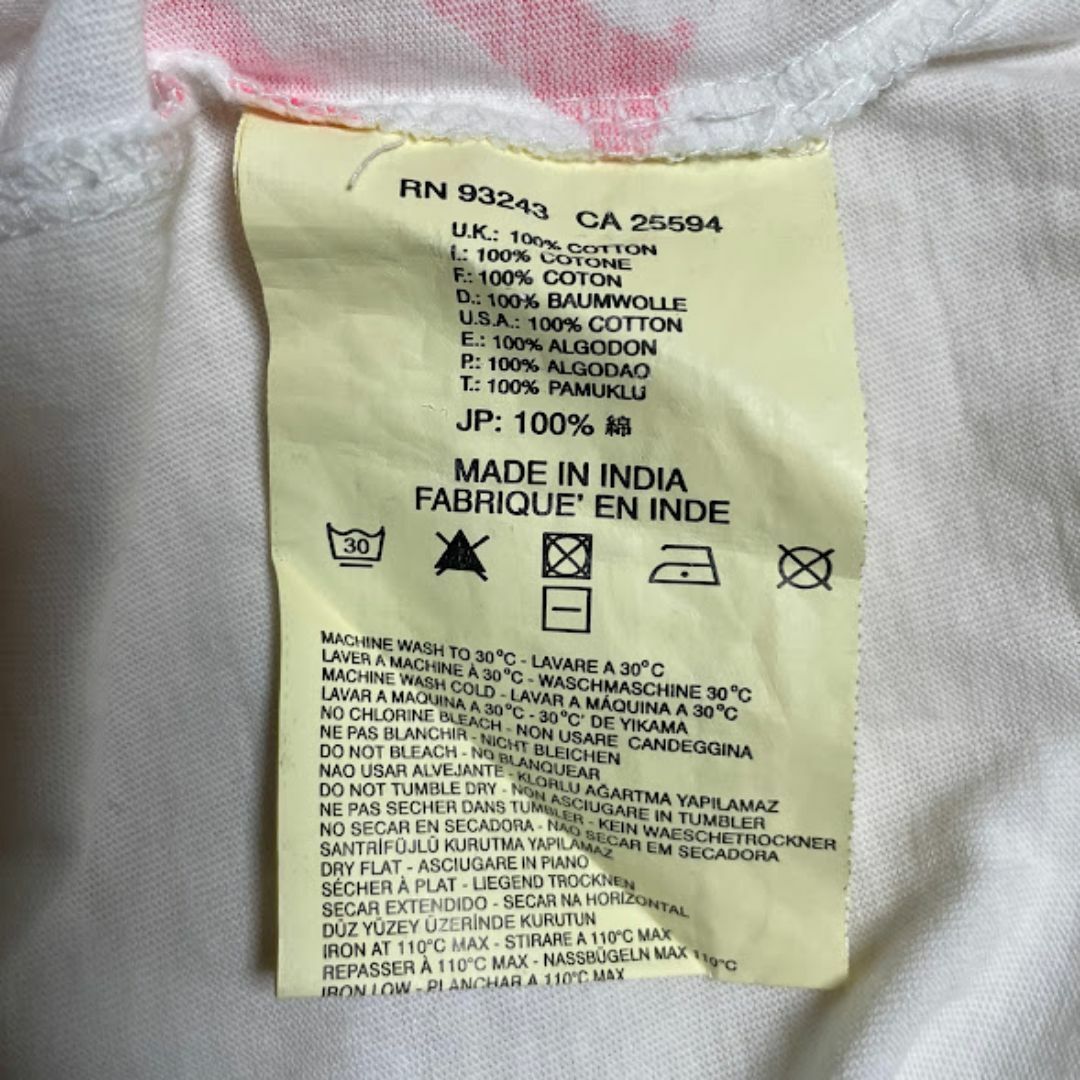 RN 93243 CA 25594
U.K.: 100% COTTON
I.: 100% COTONE
F.: 100% COTON
D.: 100% BAUMWOLLE
U.S.A.: 100% COTTON
E.: 100% ALGODON
P.: 100% ALGODAO
T.: 100% PAMUKLU
JP: 100% 綿
MADE IN INDIA
FABRIQUE' EN INDE
30
MACHINE WASH TO 30°C - LAVARE A 30°C
LAVER A MACHINE À 30°C - WASCHMASCHINE 30°C
MACHINE WASH COLD - LAVAR A MÁQUINA A 30°C
LAVAR A MAQUINA A 30°C - 30°C' DE YIKAMA
NO CHLORINE BLEACH - NON USARE CANDEGGINA
NE PAS BLANCHIR - NICHT BLEICHEN
DO NOT BLEACH - NO BLANQUEAR
NAO USAR ALVEJANTE - KLORLU AĞARTMA YAPILAMAZ
DO NOT TUMBLE DRY - NON ASCIUGARE IN TUMBLER
NE PAS SECHER DANS TUMBLER - KEIN WAESCHETROCKNER
NO SECAR EN SECADORA - NAO SECAR EM SECADORA
SANTRİFÜJLÜ KURUTMA YAPILAMAZ
DRY FLAT - ASCIUGARE IN PIANO
SÉCHER À PLAT - LIEGEND TROCKNEN
SECAR EXTENDIDO - SECAR NA HORIZONTAL
DÜZ YÜZEY ÜZERİNDE KURUTUN
IRON AT 110°C MAX - STIRARE A 110°C MAX
REPASSER À 110°C MAX - NASSBÜGELN MAX 110°C
IRON LOW - PLANCHAR A 110°C MAX